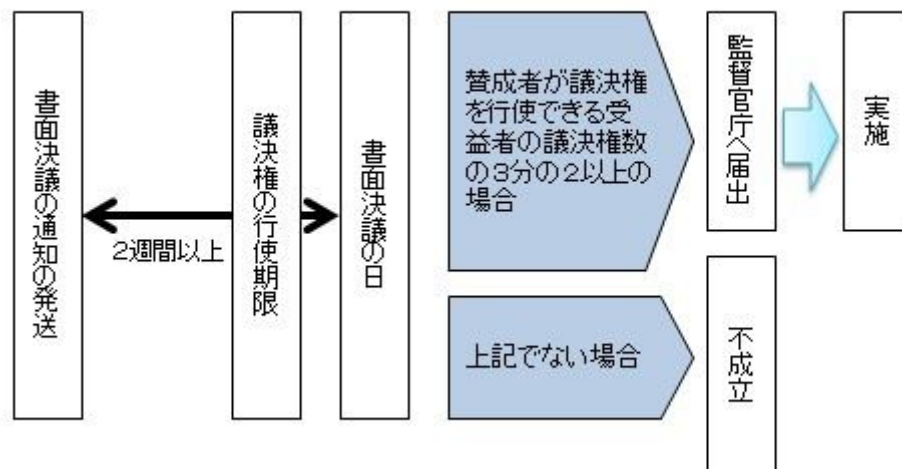 書面決議の通知の発送
2週間以上
議決権の行使期限
書面決議の日
賛成者が議決権
を行使できる受
益者の議決権数
の3分の2以上の
場合
監督官庁へ届出
実施
上記でない場合
不成立